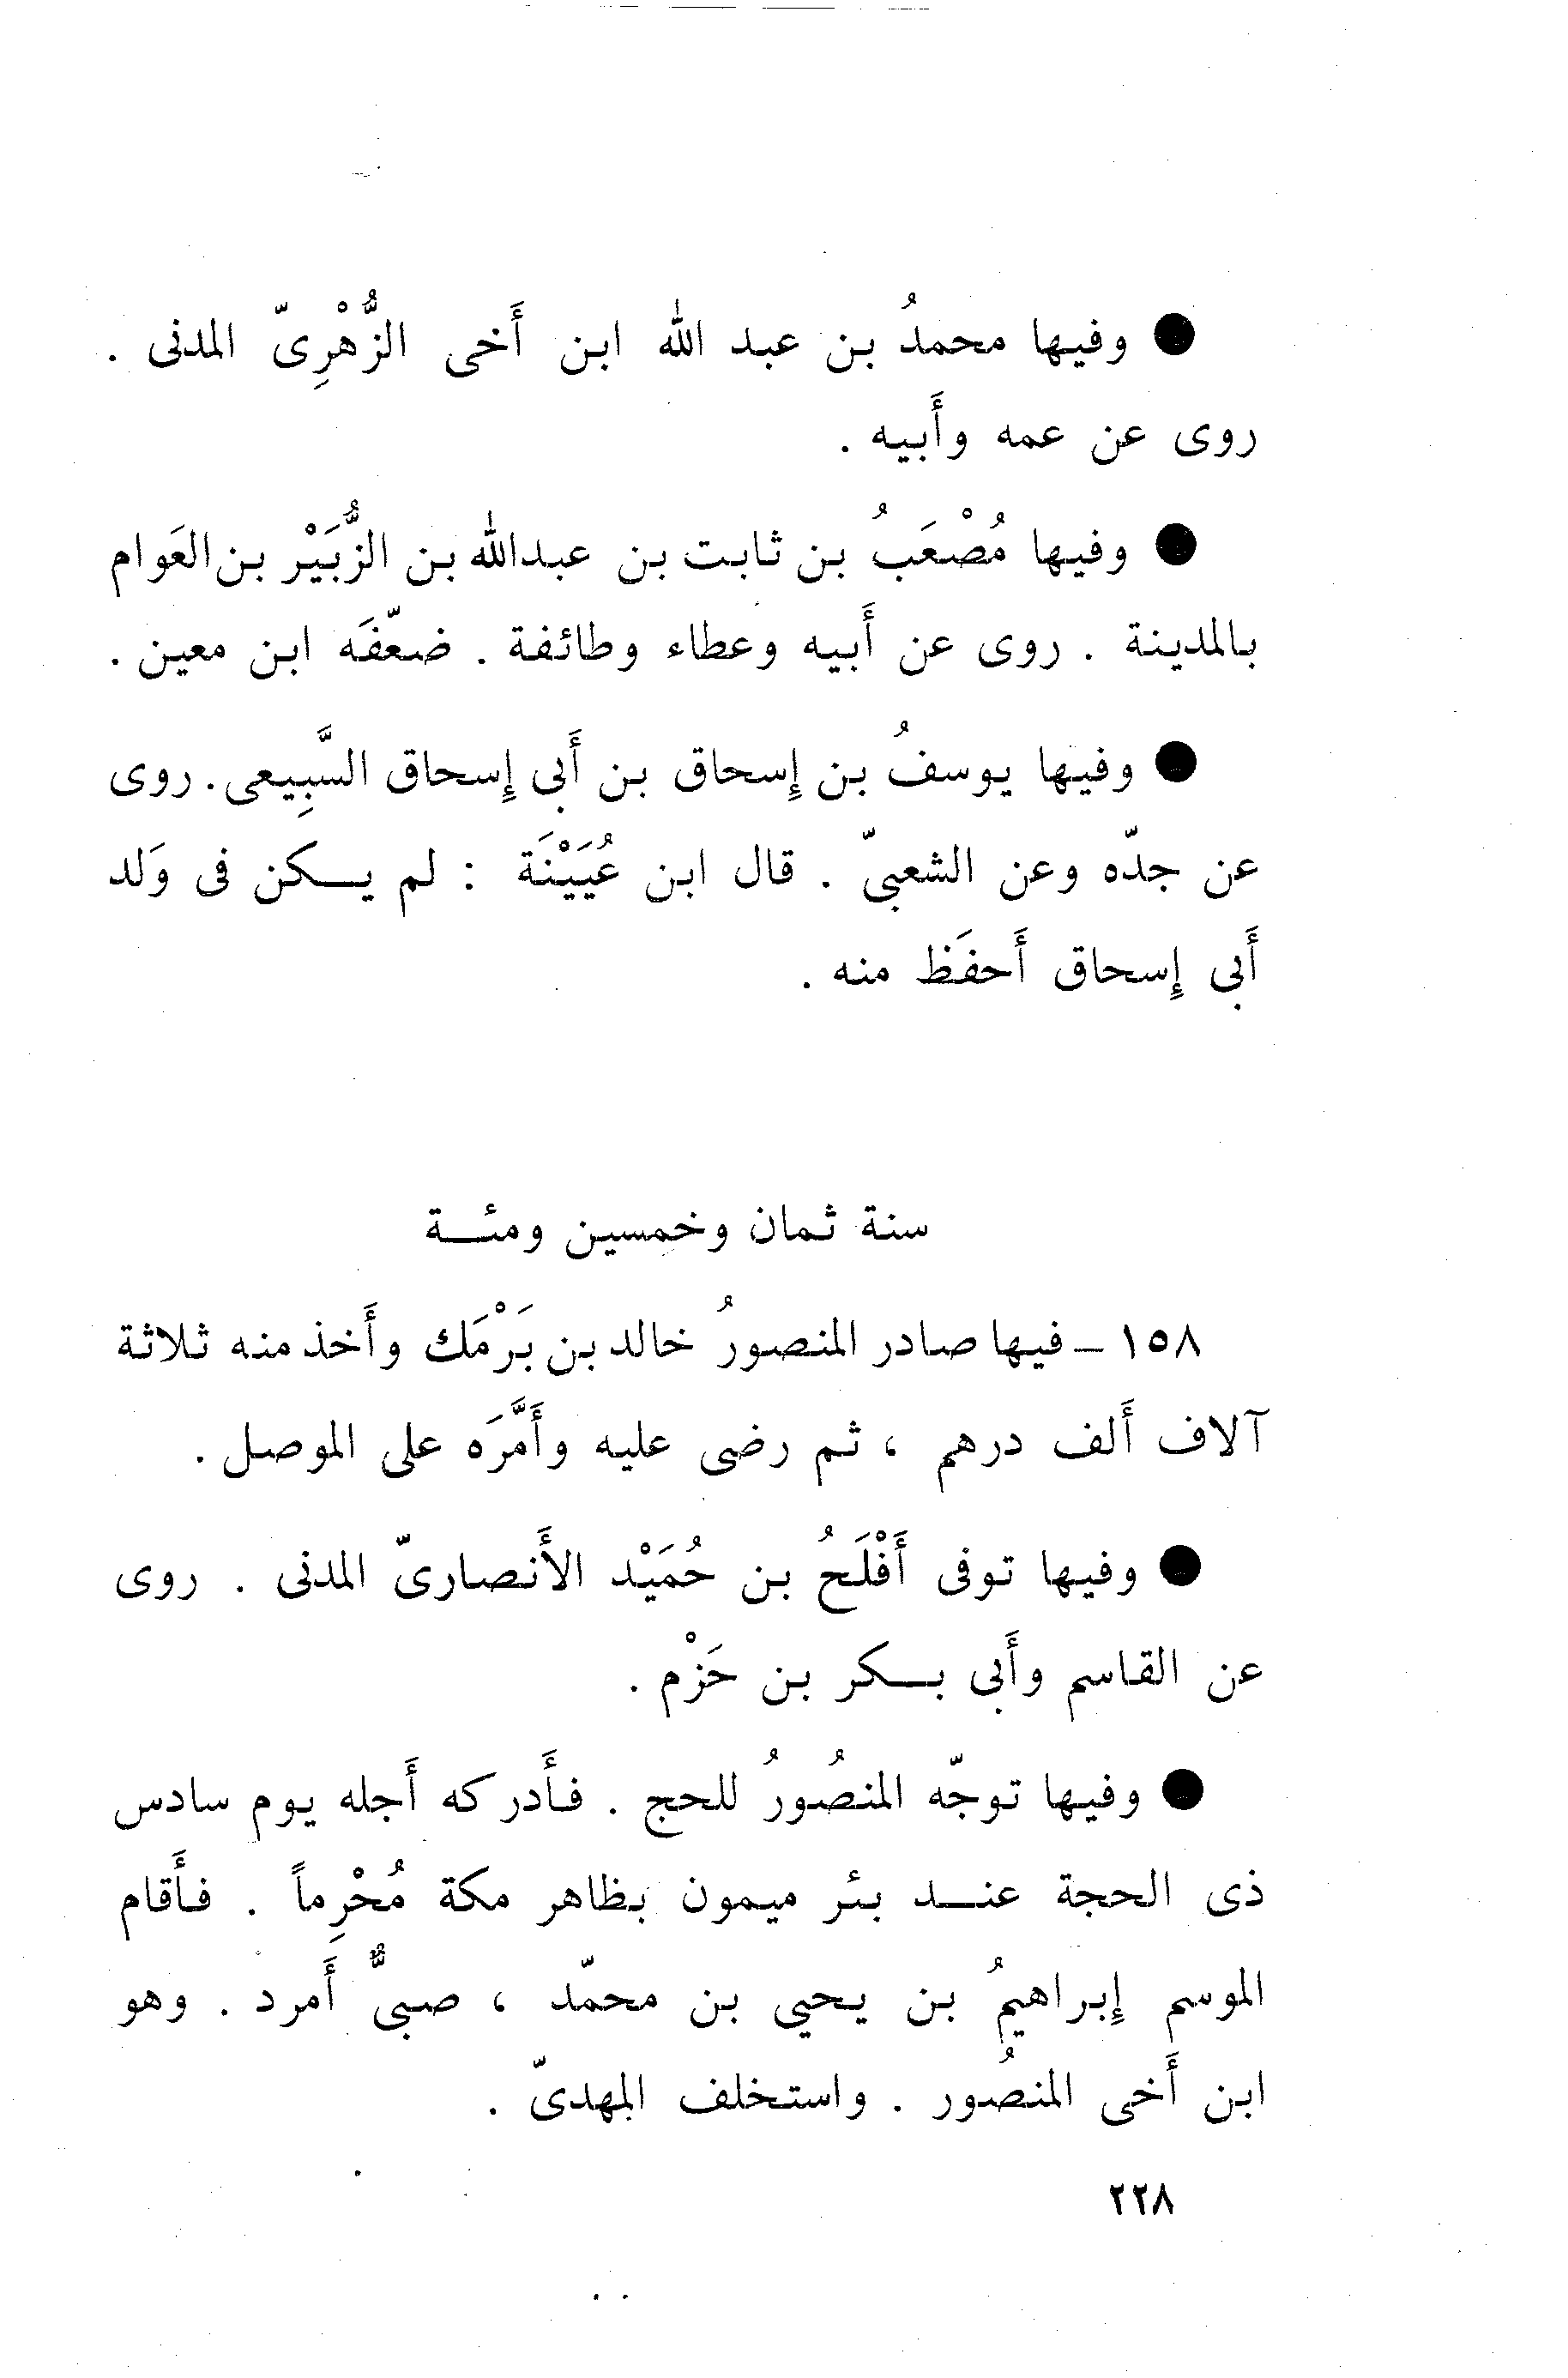 ● وفيها محمدُ بن عبد الله ابن أَخى الزُّهْرِىّ المدنى .
روى عن عمه وأَبيه .
● وفيها مُصْعَبُ بن ثابت بن عبدالله بن الزُّبَيْر بن العَوام
بالمدينة . روى عن أَبيه وعطاء وطائفة . ضعّفَه ابن معين .
● وفيها يوسفُ بن إِسحاق بن أَبى إِسحاق السَّبِيعى . روى
عن جدّه وعن الشعبىّ . قال ابن عُيَيْنَة : لم يكن فى وَلد
أَبى إِسحاق أَحفَظ منه .
سنة ثمان وخمسين ومئة
١٥٨ – فيها صادر المنصورُ خالد بن بَرْمَك وأَخذ منه ثلاثة
آلاف أَلف درهم ، ثم رضى عليه وأَمَّرَه على الموصل .
● وفيها توفى أَفْلَحُ بن حُمَيْد الأَنصارىّ المدنى . روى
عن القاسم وأَبى بكر بن حَزْم .
● وفيها توجّه المنصُورُ للحج . فأَدركه أَجله يوم سادس
ذى الحجة عند بئر ميمون بظاهر مكة مُحْرِماً . فأَقام
الموسم إِبراهيمُ بن يحيى بن محمّد ، صبىٌّ أَمرد . وهو
ابن أَخى المنصُور . واستخلف المهدىّ .
٢٢٨